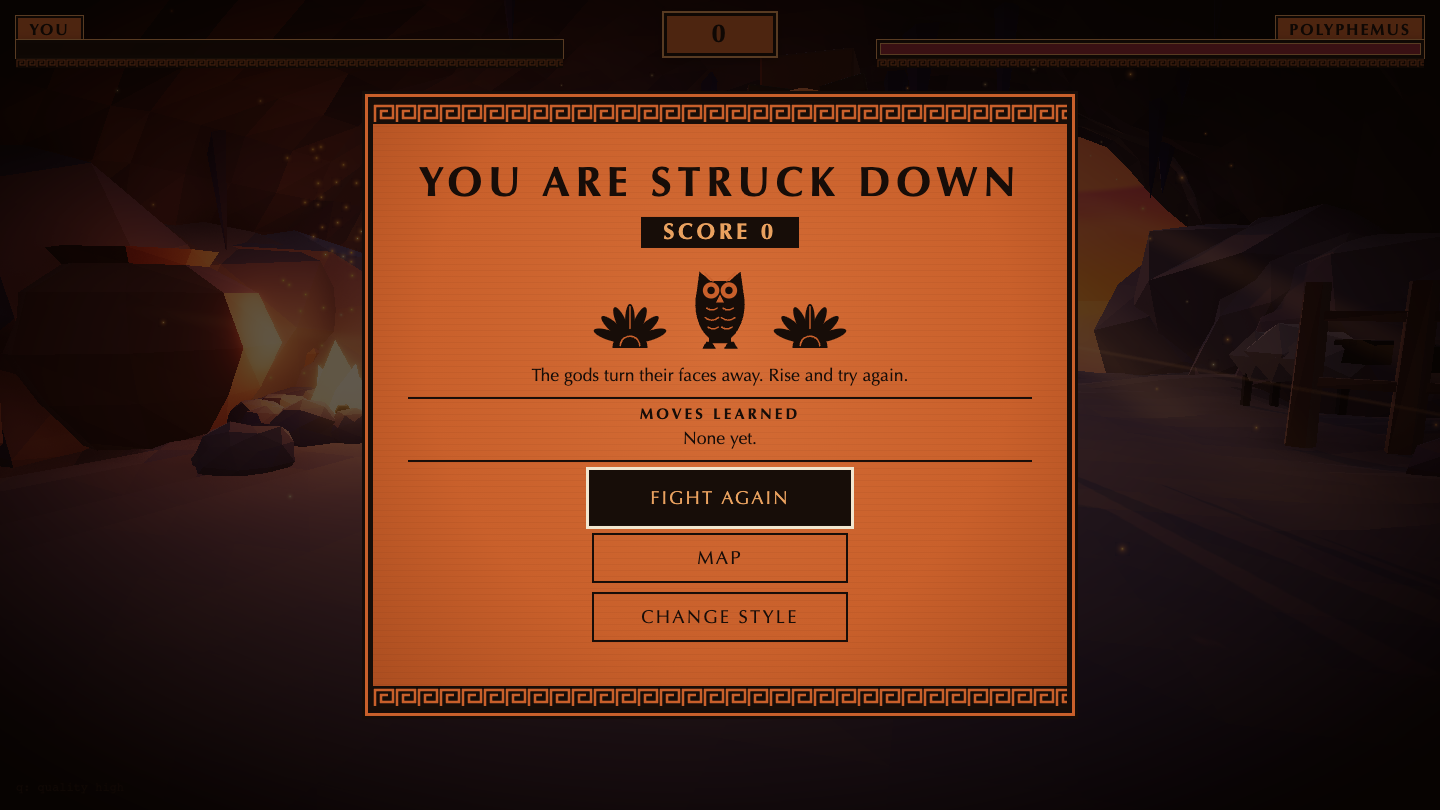 YOU
0
POLYPHEMUS
YOU ARE STRUCK DOWN
SCORE 0
The gods turn their faces away. Rise and try again.
MOVES LEARNED
None yet.
FIGHT AGAIN
MAP
CHANGE STYLE